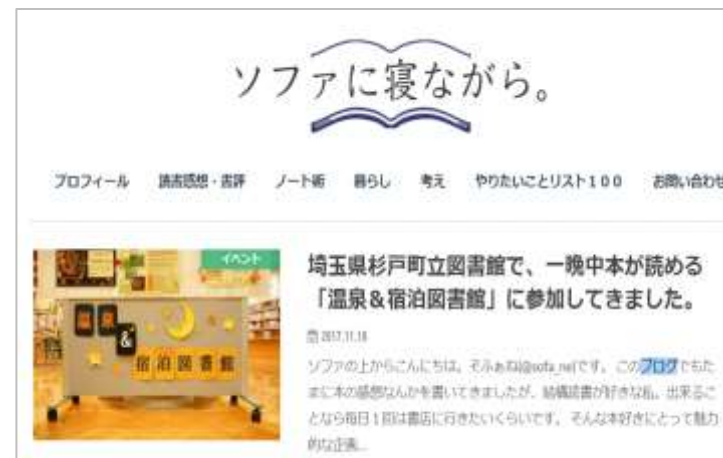 ソファに寝ながら。
プロフィール 読書感想・書評 ノート術 暮らし 考え やりたいことリスト100 お問い合わせ
イベント
温泉
&
宿泊図書館
埼玉県杉戸町立図書館で、一晩中本が読める
「温泉&宿泊図書館」に参加してきました。
2017.11.18
ソファの上からこんにちは。そふぁね(@sofa_ne)です。このブログでもた
まに本の感想なんかを書いてきましたが、結構読書が好きな私。出来るこ
となら毎日1回は書店に行きたいくらいです。そんな本好きにとって魅力
的な企画...